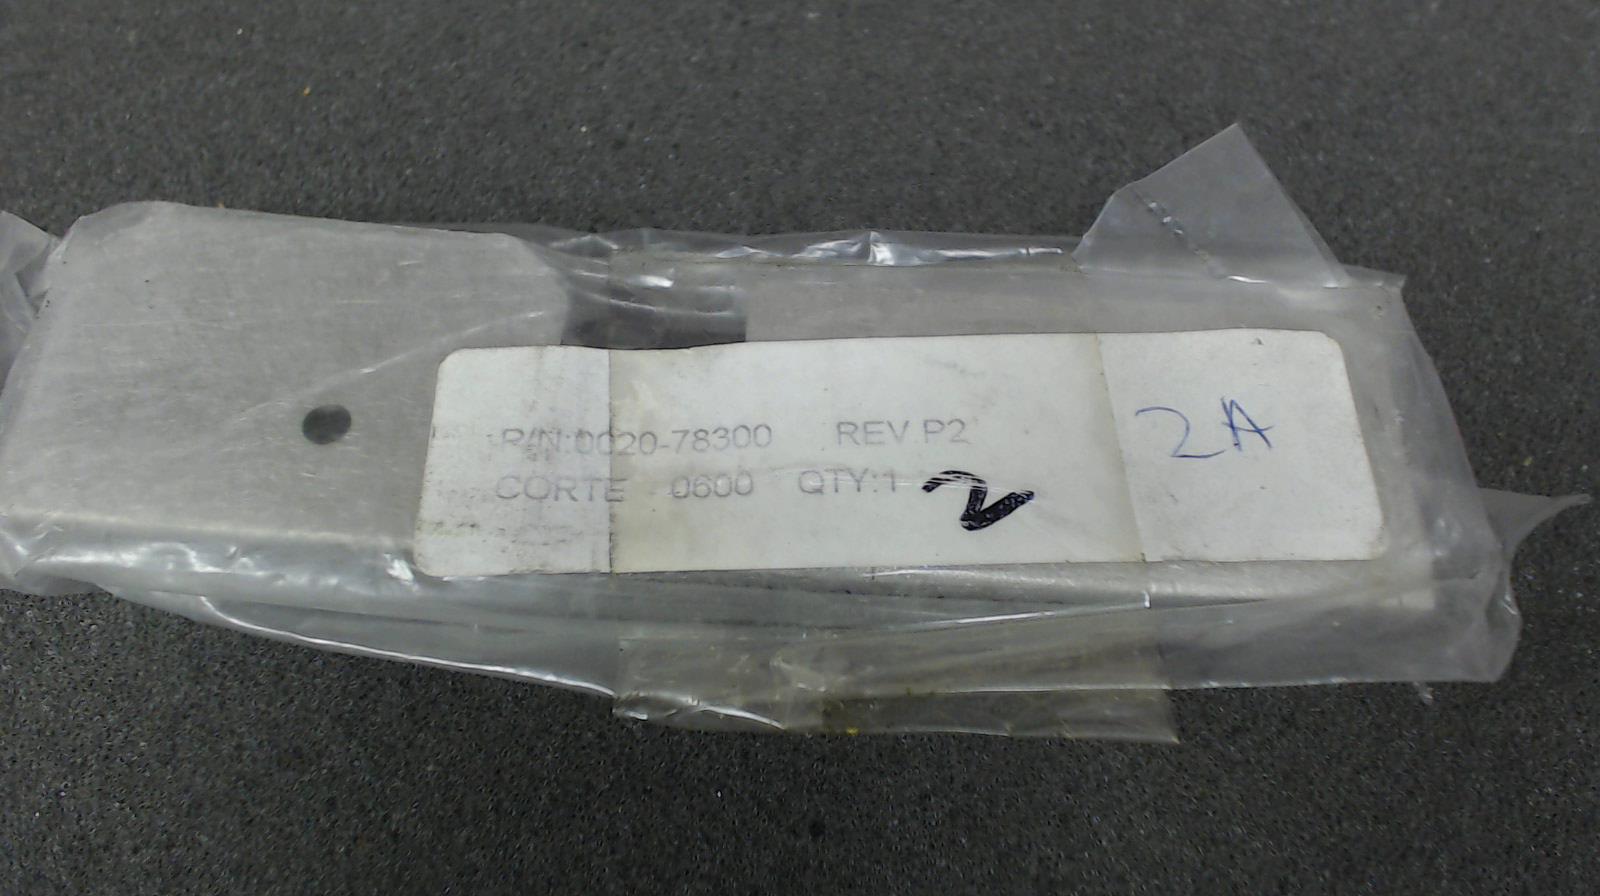 P/N:0020-78300 REV P2 2A
CORTE 0600 QTY:1 2